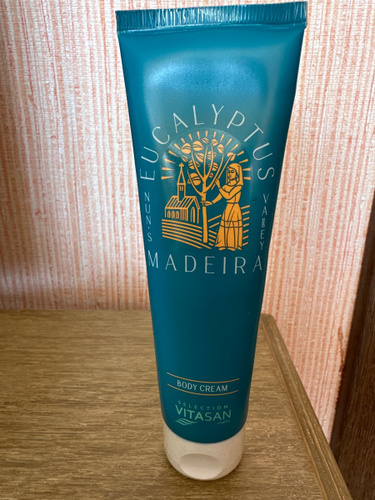 EUCALYPTUS
NUN'S
VALLEY
MADEIRA
BODY CREAM
SELECTION
VITASAN